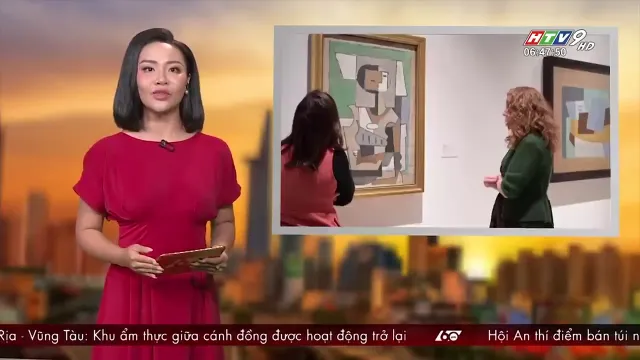 HTV9 HD
06:47:50
Rịa - Vũng Tàu: Khu ẩm thực giữa cánh đồng được hoạt động trở lại 60 Hội An thí điểm bán túi n